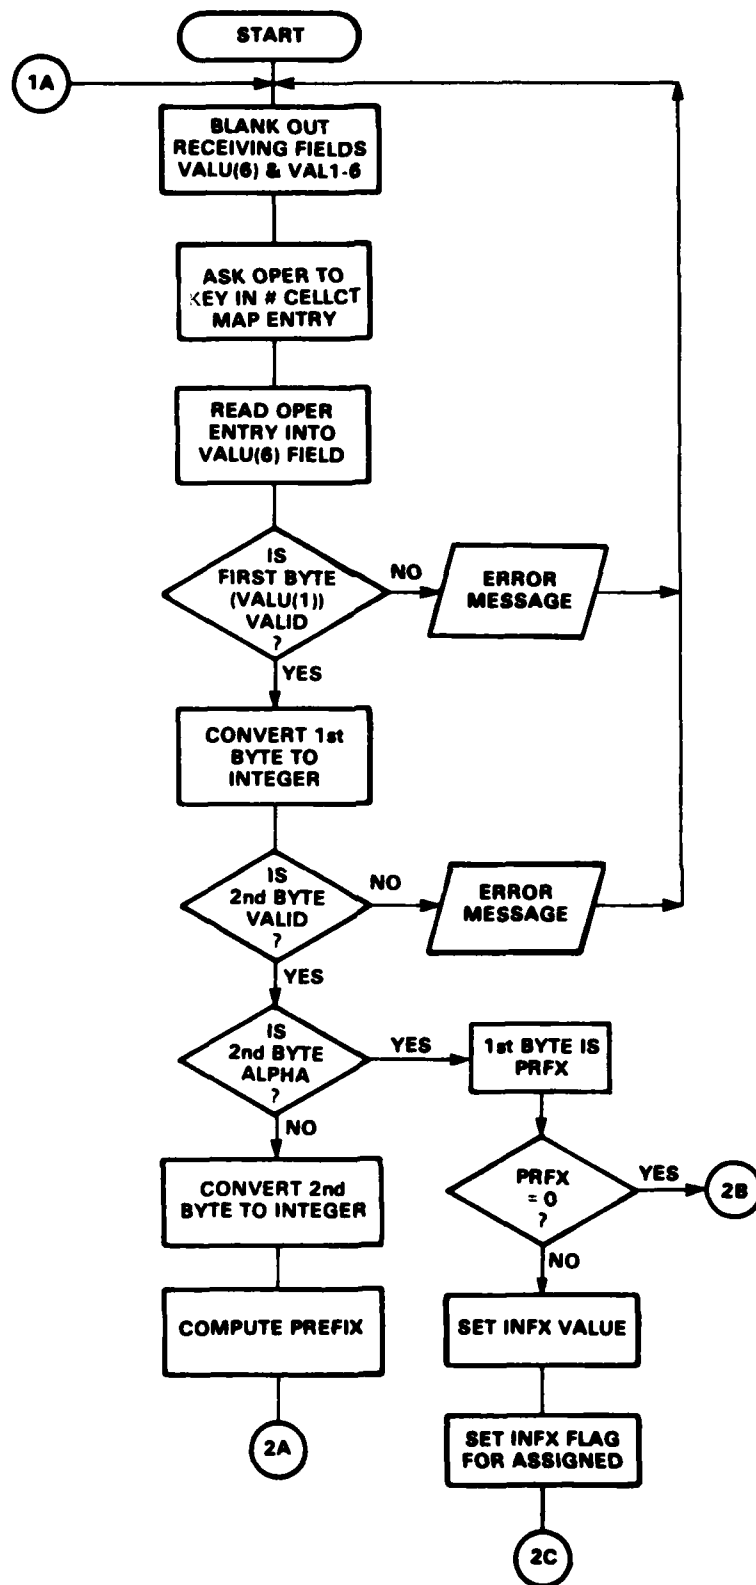 START
1A
BLANK OUT
RECEIVING FIELDS
VALU(6) & VAL1-6
ASK OPER TO
KEY IN # CELLCT
MAP ENTRY
READ OPER
ENTRY INTO
VALU(6) FIELD
IS
FIRST BYTE
(VALU(1))
VALID
?
NO
ERROR
MESSAGE
YES
CONVERT 1st
BYTE TO
INTEGER
IS
2nd BYTE
VALID
?
NO
ERROR
MESSAGE
YES
IS
2nd BYTE
ALPHA
?
YES
1st BYTE IS
PRFX
NO
PRFX
= 0
?
YES
2B
CONVERT 2nd
BYTE TO INTEGER
NO
COMPUTE PREFIX
SET INFX VALUE
2A
SET INFX FLAG
FOR ASSIGNED
2C